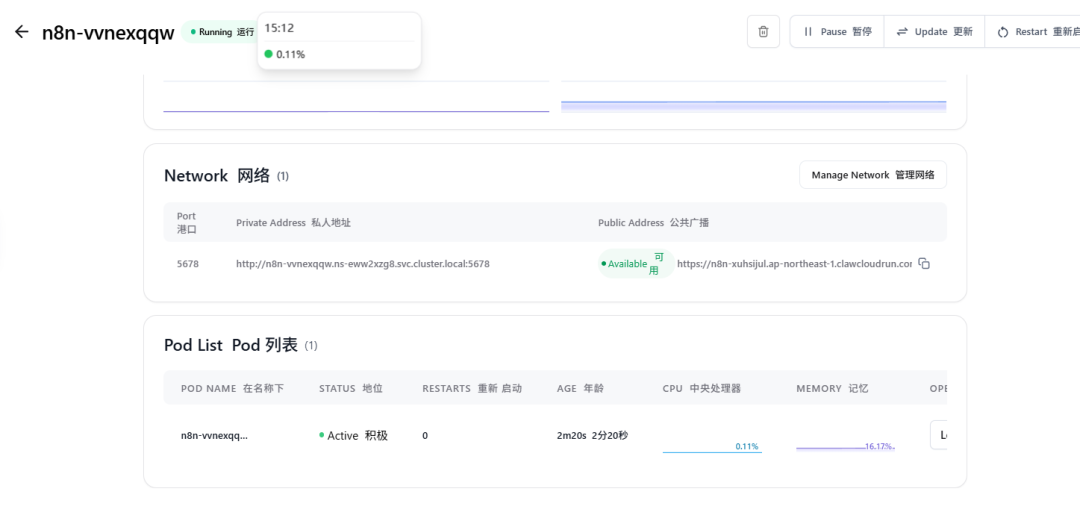 n8n-vvnexqqw
Running 运行
15:12
0.11%
Pause 暂停
Update 更新
Restart 重新启
Network 网络 (1)
Manage Network 管理网络
Port 港口
Private Address 私人地址
Public Address 公共广播
5678
http://n8n-vvnexqqw.ns-eww2xzg8.svc.cluster.local:5678
Available 可用
https://n8n-xuhsijul.ap-northeast-1.clawcloudrun.com
Pod List Pod 列表 (1)
POD NAME 在名称下
STATUS 地位
RESTARTS 重新 启动
AGE 年龄
CPU 中央处理器
MEMORY 记忆
OPE
n8n-vvnexqq...
Active 积极
0
2m20s 2分20秒
0.11%
16.17%